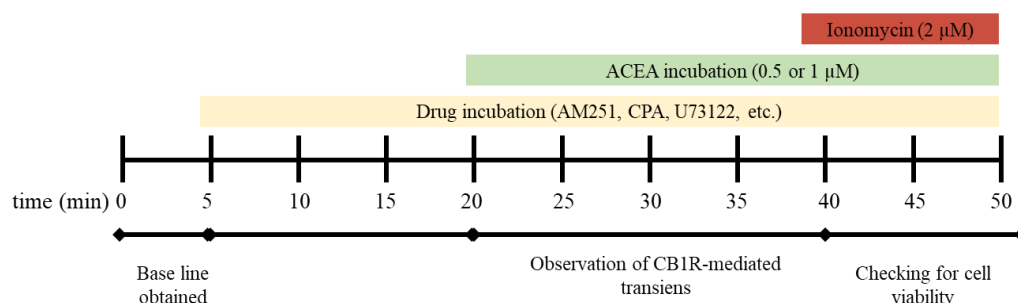 Ionomycin (2 µM)
ACEA incubation (0.5 or 1 µM)
Drug incubation (AM251, CPA, U73122, etc.)
time (min) 0 5 10 15 20 25 30 35 40 45 50
Base line
obtained
Observation of CB1R-mediated
transiens
Checking for cell
viability